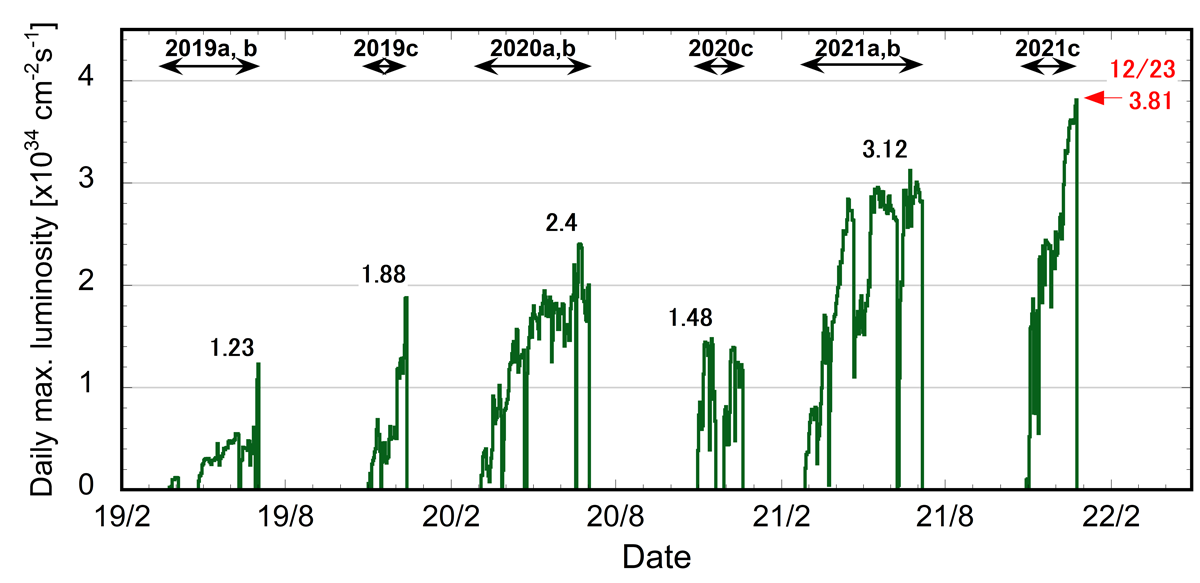 Daily max. luminosity [x10³⁴ cm⁻²s⁻¹]
2019a, b
2019c
2020a,b
2020c
2021a,b
2021c
12/23
3.81
3.12
2.4
1.88
1.48
1.23
4
3
2
1
0
19/2
19/8
20/2
20/8
21/2
21/8
22/2
Date